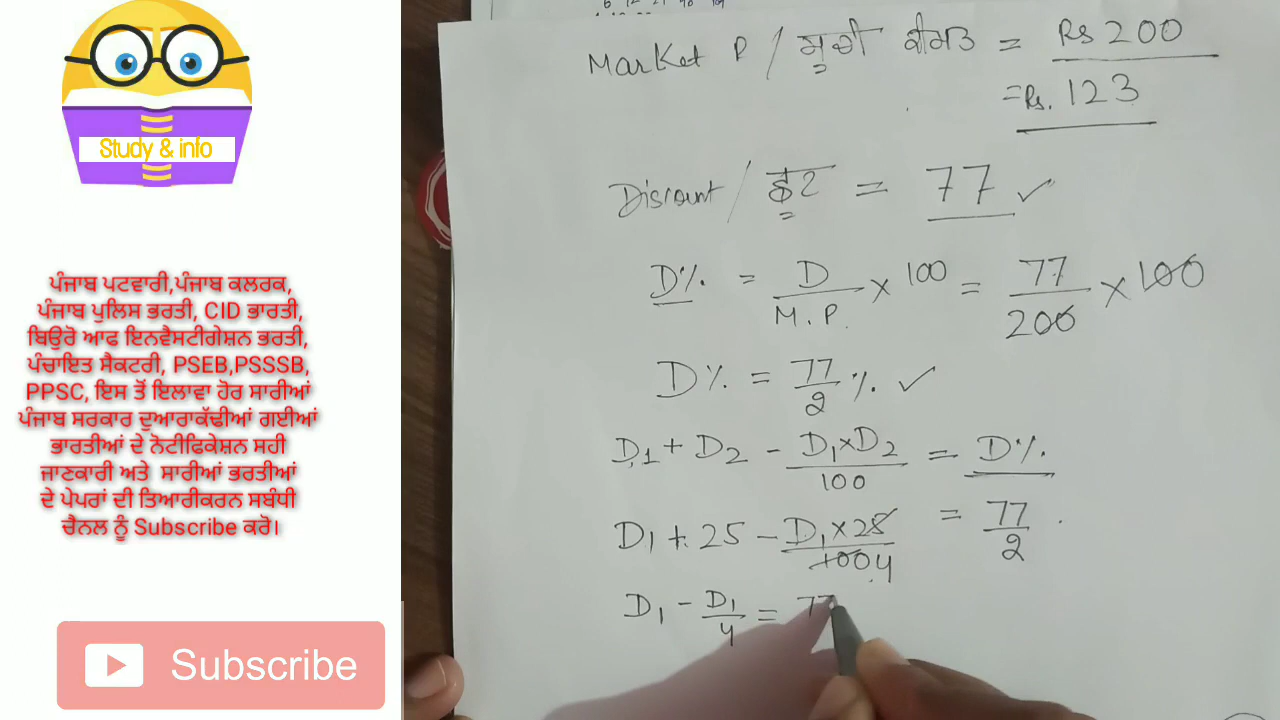 Study & info
ਪੰਜਾਬ ਪਟਵਾਰੀ,ਪੰਜਾਬ ਕਲਰਕ,
ਪੰਜਾਬ ਪੁਲਿਸ ਭਰਤੀ, CID ਭਾਰਤੀ,
ਬਿਊਰੋ ਆਫ ਇਨਵੈਸਟੀਗੇਸ਼ਨ ਭਰਤੀ,
ਪੰਚਾਇਤ ਸੈਕਟਰੀ, PSEB,PSSSB,
PPSC, ਇਸ ਤੋਂ ਇਲਾਵਾ ਹੋਰ ਸਾਰੀਆਂ
ਪੰਜਾਬ ਸਰਕਾਰ ਦੁਆਰਾਕੱਢੀਆਂ ਗਈਆਂ
ਭਾਰਤੀਆਂ ਦੇ ਨੋਟੀਫਿਕੇਸ਼ਨ ਸਹੀ
ਜਾਣਕਾਰੀ ਅਤੇ ਸਾਰੀਆਂ ਭਰਤੀਆਂ
ਦੇ ਪੇਪਰਾਂ ਦੀ ਤਿਆਰੀਕਰਨ ਸਬੰਧੀ
ਚੈਨਲ ਨੂੰ Subscribe ਕਰੋ।
Subscribe
Market P / ਸੂਚੀ ਕੀਮਤ = Rs 200
= Rs. 123
Discount / ਛੂਟ = 77 ✓
D% = D/M.P. × 100 = 77/200 × 100
D% = 77/2 % ✓
D1 + D2 - D1×D2/100 = D%
D1 + 25 - D1×25/100 4 = 77/2
D1 - D1/4 = 77